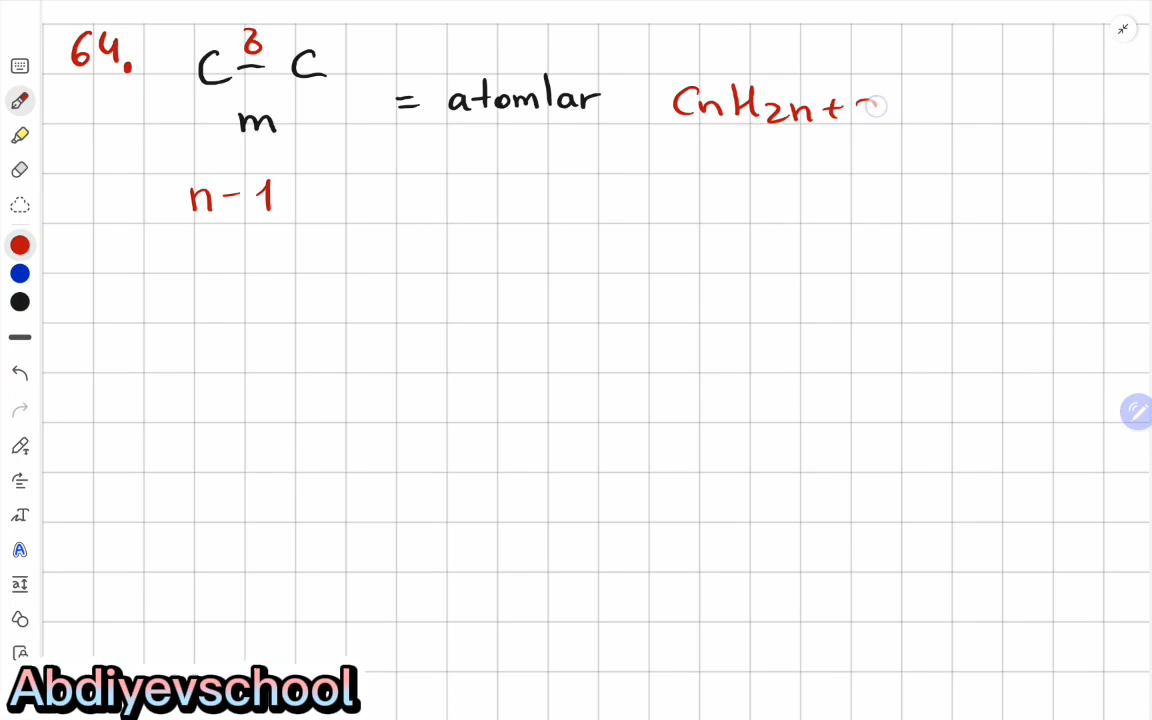 64. C 8 C
m
= atomlar CnH2n+
n-1
Abdiyevschool